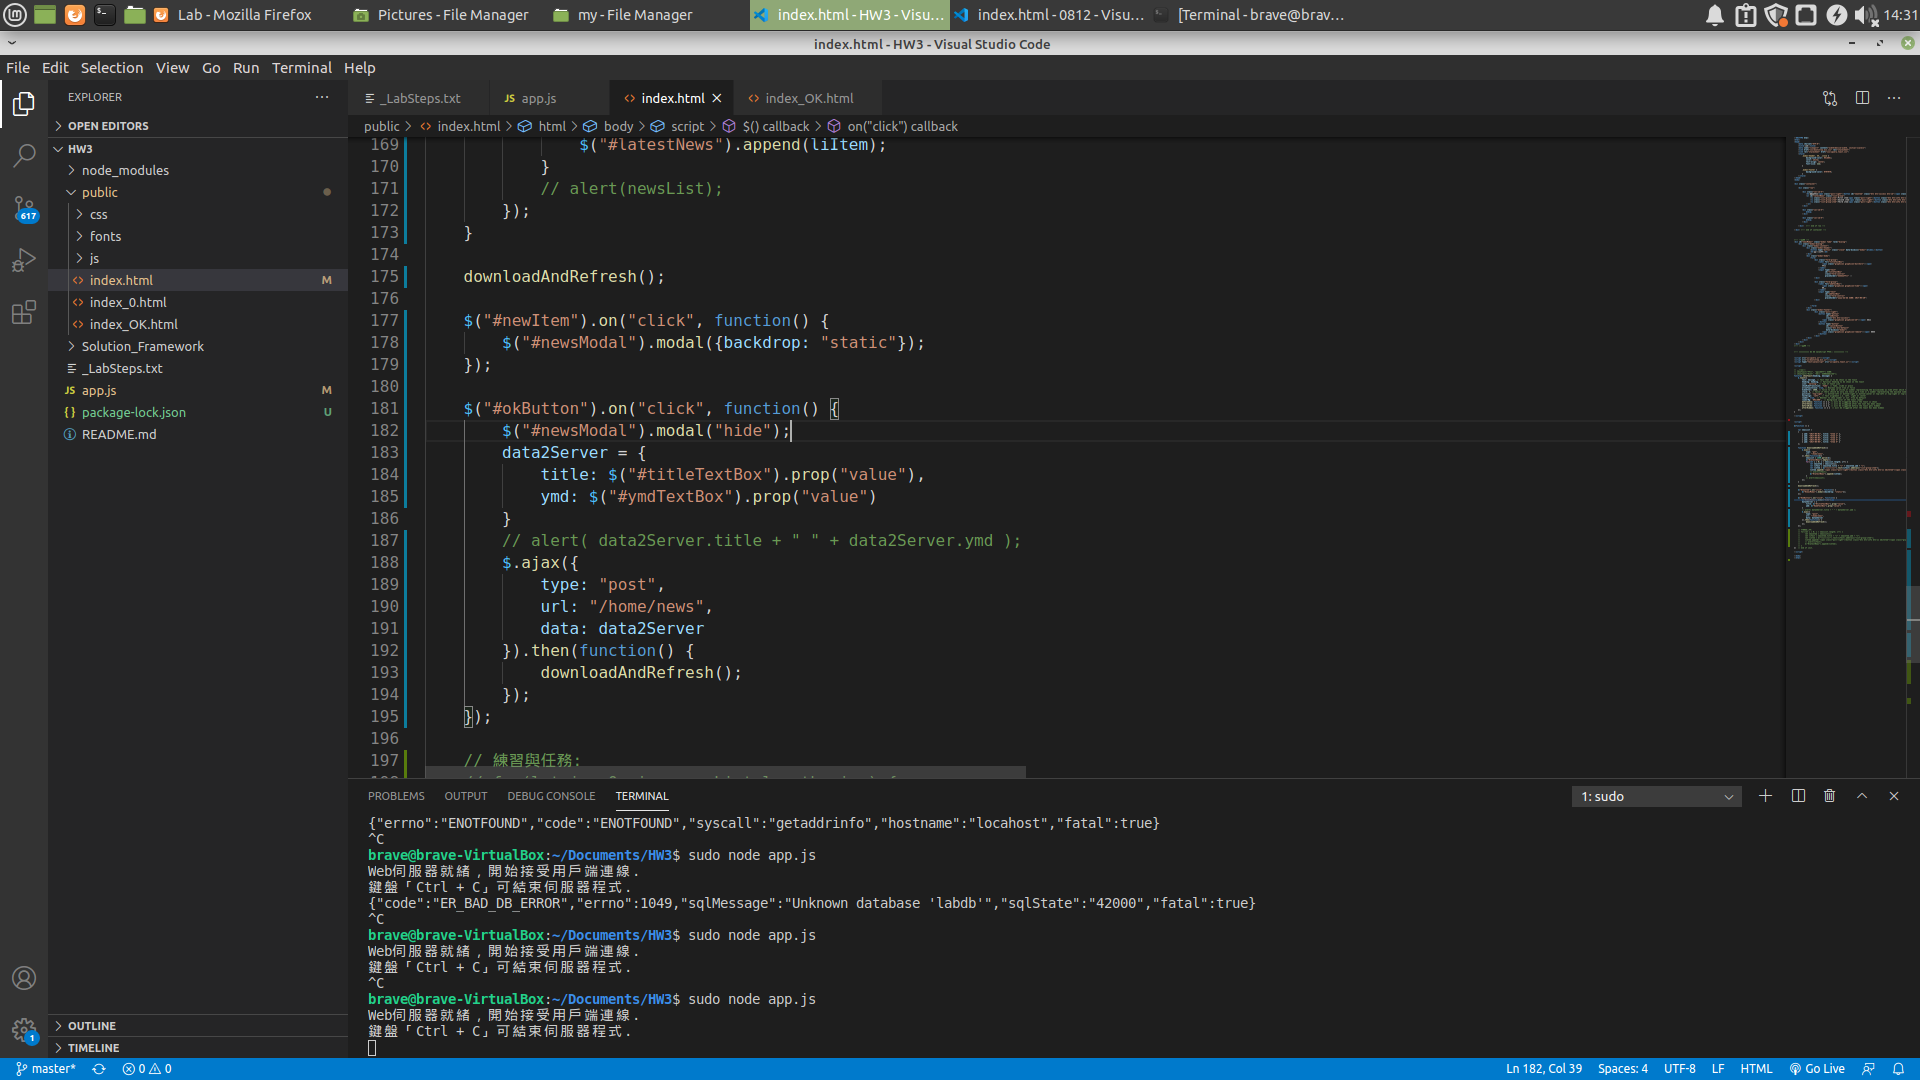 Lab - Mozilla Firefox
Pictures - File Manager
my - File Manager
index.html - HW3 - Visu...
index.html - 0812 - Visu...
[Terminal - brave@brav...
14:31
index.html - HW3 - Visual Studio Code
File Edit Selection View Go Run Terminal Help
EXPLORER
OPEN EDITORS
HW3
node_modules
public
css
fonts
js
index.html M
index_0.html
index_OK.html
Solution_Framework
_LabSteps.txt
JS app.js M
package-lock.json U
README.md
617
1
OUTLINE
TIMELINE
_LabSteps.txt
JS app.js
index.html
index_OK.html
public > index.html > html > body > script > $() callback > on("click") callback
169 $("#latestNews").append(liItem);
170 }
171 // alert(newsList);
172 });
173 }
174
175 downloadAndRefresh();
176
177 $("#newItem").on("click", function() {
178 $("#newsModal").modal({backdrop: "static"});
179 });
180
181 $("#okButton").on("click", function() {
182 $("#newsModal").modal("hide");
183 data2Server = {
184 title: $("#titleTextBox").prop("value"),
185 ymd: $("#ymdTextBox").prop("value")
186 }
187 // alert( data2Server.title + " " + data2Server.ymd );
188 $.ajax({
189 type: "post",
190 url: "/home/news",
191 data: data2Server
192 }).then(function() {
193 downloadAndRefresh();
194 });
195 });
196
197 // 練習與任務:
PROBLEMS OUTPUT DEBUG CONSOLE TERMINAL
1: sudo
{"errno":"ENOTFOUND","code":"ENOTFOUND","syscall":"getaddrinfo","hostname":"locahost","fatal":true}
^C
brave@brave-VirtualBox:~/Documents/HW3$ sudo node app.js
Web伺服器就緒，開始接受用戶端連線.
鍵盤「Ctrl + C」可結束伺服器程式.
{"code":"ER_BAD_DB_ERROR","errno":1049,"sqlMessage":"Unknown database 'labdb'","sqlState":"42000","fatal":true}
^C
brave@brave-VirtualBox:~/Documents/HW3$ sudo node app.js
Web伺服器就緒，開始接受用戶端連線.
鍵盤「Ctrl + C」可結束伺服器程式.
^C
brave@brave-VirtualBox:~/Documents/HW3$ sudo node app.js
Web伺服器就緒，開始接受用戶端連線.
鍵盤「Ctrl + C」可結束伺服器程式.
master* 0 0
Ln 182, Col 39 Spaces: 4 UTF-8 LF HTML Go Live